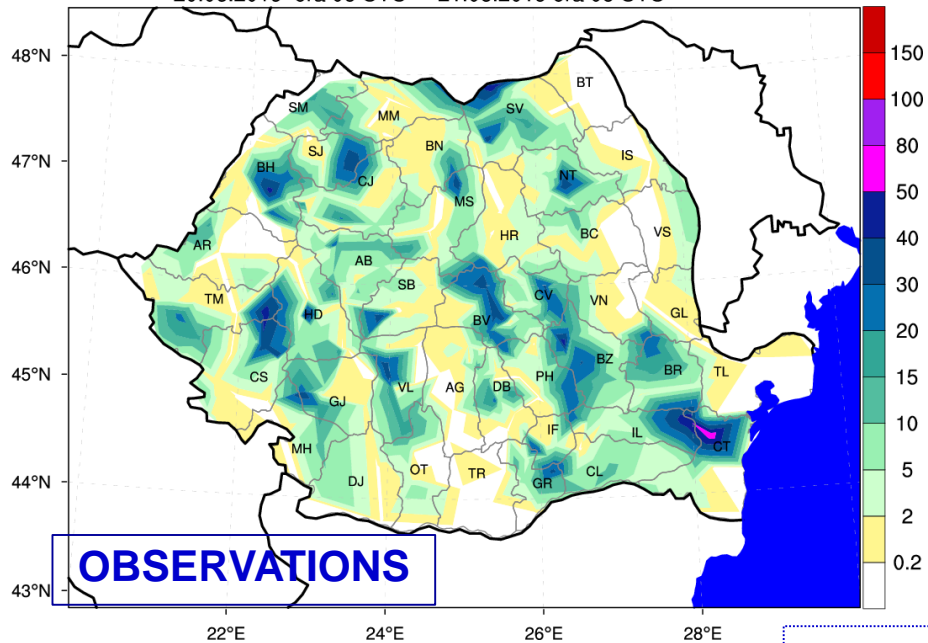 48°N
47°N
46°N
45°N
44°N
43°N
22°E
24°E
26°E
28°E
BT
SM
MM
SV
SJ
BN
IS
BH
CJ
NT
MS
AR
HR
BC
VS
AB
TM
SB
CV
VN
HD
BV
GL
CS
VL
AG
DB
PH
BZ
BR
TL
GJ
MH
IF
IL
CT
DJ
OT
TR
GR
CL
OBSERVATIONS
150
100
80
50
40
30
20
15
10
5
2
0.2